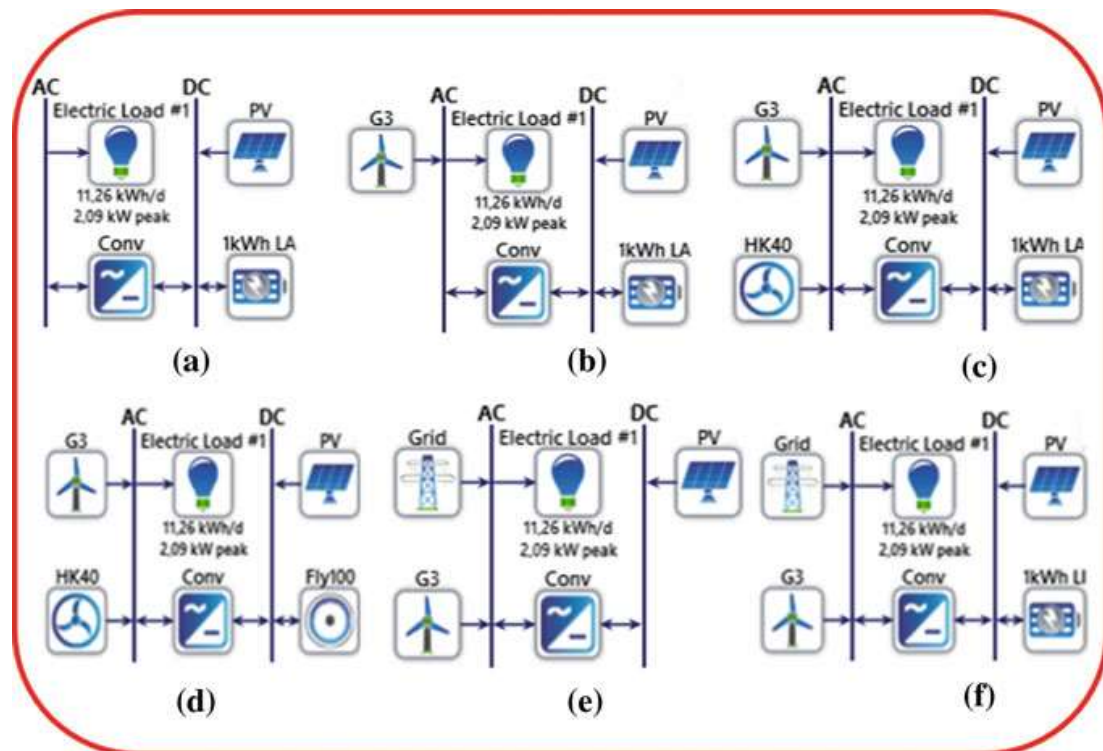 AC
DC
Electric Load #1
PV
11,26 kWh/d
2,09 kW peak
Conv
1kWh LA
(a)
AC
DC
G3
Electric Load #1
PV
11,26 kWh/d
2,09 kW peak
Conv
1kWh LA
(b)
AC
DC
G3
Electric Load #1
PV
11,26 kWh/d
2,09 kW peak
HK40
Conv
1kWh LA
(c)
AC
DC
G3
Electric Load #1
PV
11,26 kWh/d
2,09 kW peak
HK40
Conv
Fly100
(d)
AC
DC
Grid
Electric Load #1
PV
11,26 kWh/d
2,09 kW peak
G3
Conv
(e)
AC
DC
Grid
Electric Load #1
PV
11,26 kWh/d
2,09 kW peak
G3
Conv
1kWh LI
(f)